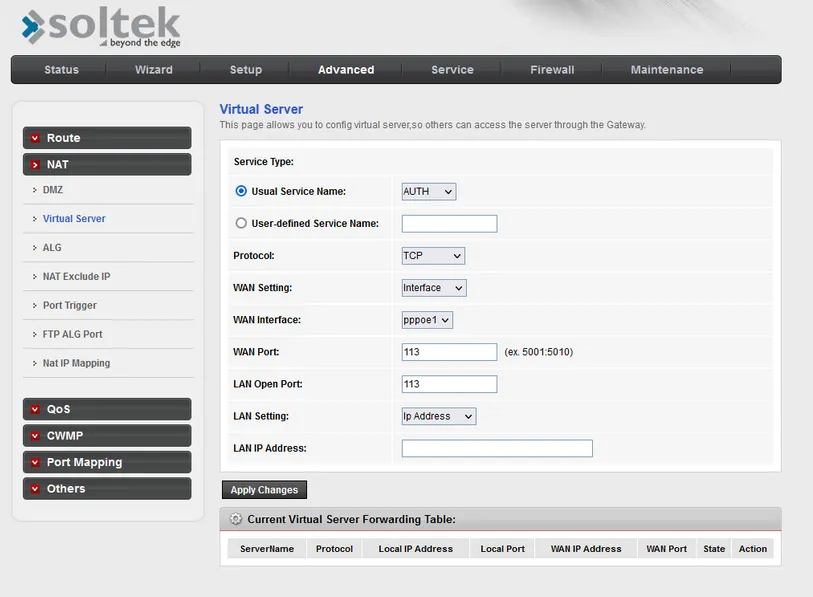 soltek
beyond the edge
Status Wizard Setup Advanced Service Firewall Maintenance
Route
NAT
DMZ
Virtual Server
ALG
NAT Exclude IP
Port Trigger
FTP ALG Port
Nat IP Mapping
QoS
CWMP
Port Mapping
Others
Virtual Server
This page allows you to config virtual server,so others can access the server through the Gateway.
Service Type:
Usual Service Name: AUTH
User-defined Service Name:
Protocol: TCP
WAN Setting: Interface
WAN Interface: pppoe1
WAN Port: 113 (ex. 5001:5010)
LAN Open Port: 113
LAN Setting: Ip Address
LAN IP Address:
Apply Changes
Current Virtual Server Forwarding Table:
ServerName Protocol Local IP Address Local Port WAN IP Address WAN Port State Action